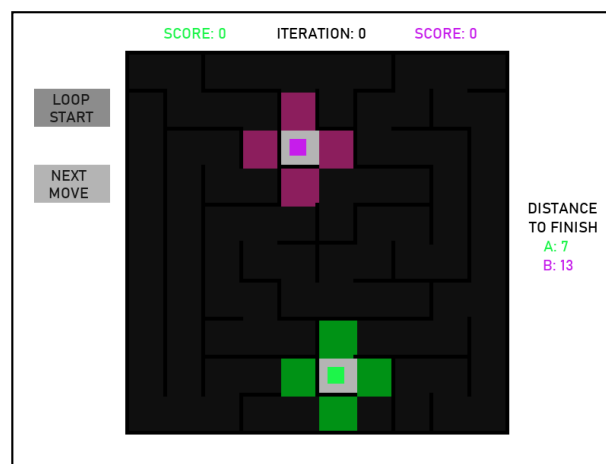 SCORE: 0 ITERATION: 0 SCORE: 0
LOOP
START
NEXT
MOVE
DISTANCE
TO FINISH
A: 7
B: 13